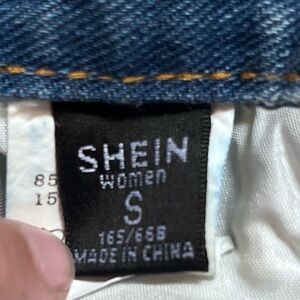 SHEIN
women
S
165/66B
MADE IN CHINA
85
15